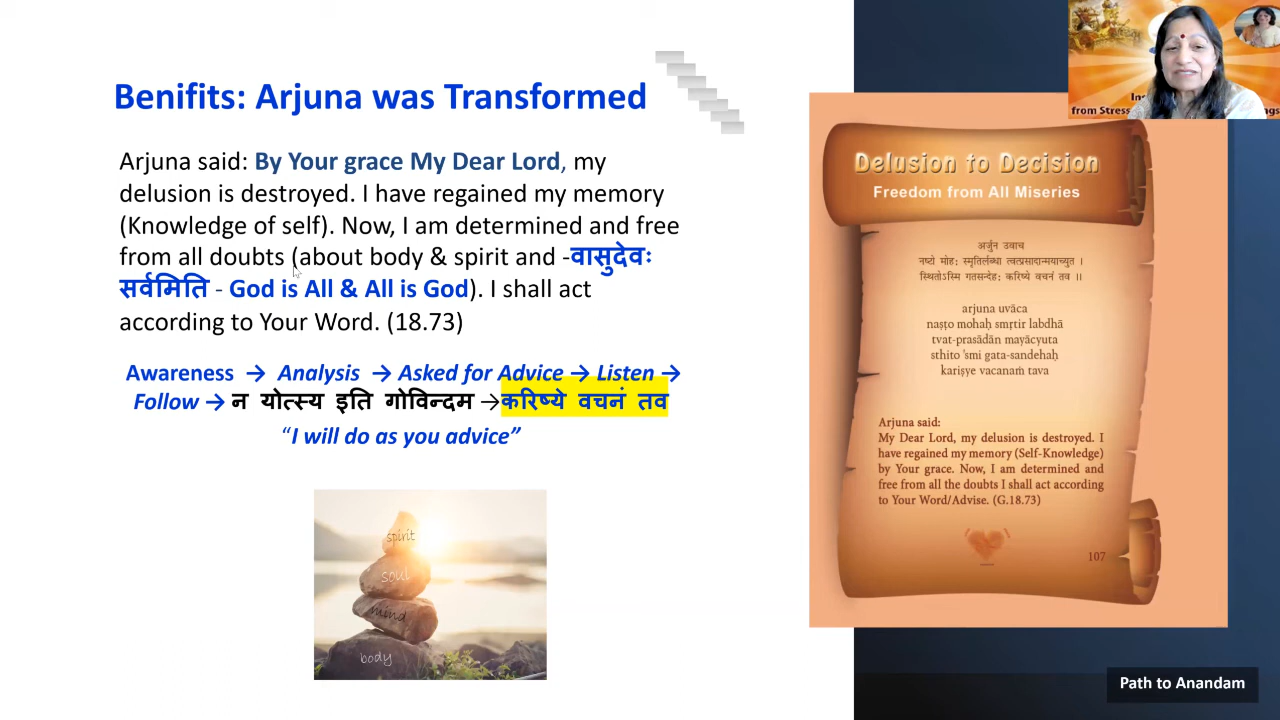 Benifits: Arjuna was Transformed
Arjuna said: By Your grace My Dear Lord, my
delusion is destroyed. I have regained my memory
(Knowledge of self). Now, I am determined and free
from all doubts (about body & spirit and -वासुदेवः
सर्वमिति - God is All & All is God). I shall act
according to Your Word. (18.73)
Awareness → Analysis → Asked for Advice → Listen →
Follow → न योत्स्य इति गोविन्दम →करिष्ये वचनं तव
“I will do as you advice”
spirit
soul
mind
body
from Stress
Delusion to Decision
Freedom from All Miseries
अर्जुन उवाच
नष्टो मोहः स्मृतिर्लब्धा त्वत्प्रसादान्मयाच्युत ।
स्थितोऽस्मि गतसन्देहः करिष्ये वचनं तव ।।
arjuna uvāca
naṣṭo mohaḥ smṛtir labdhā
tvat-prasādān mayācyuta
sthito 'smi gata-sandehaḥ
kariṣye vacanaṁ tava
Arjuna said:
My Dear Lord, my delusion is destroyed. I
have regained my memory (Self-Knowledge)
by Your grace. Now, I am determined and
free from all the doubts I shall act according
to Your Word/Advise. (G.18.73)
107
Path to Anandam